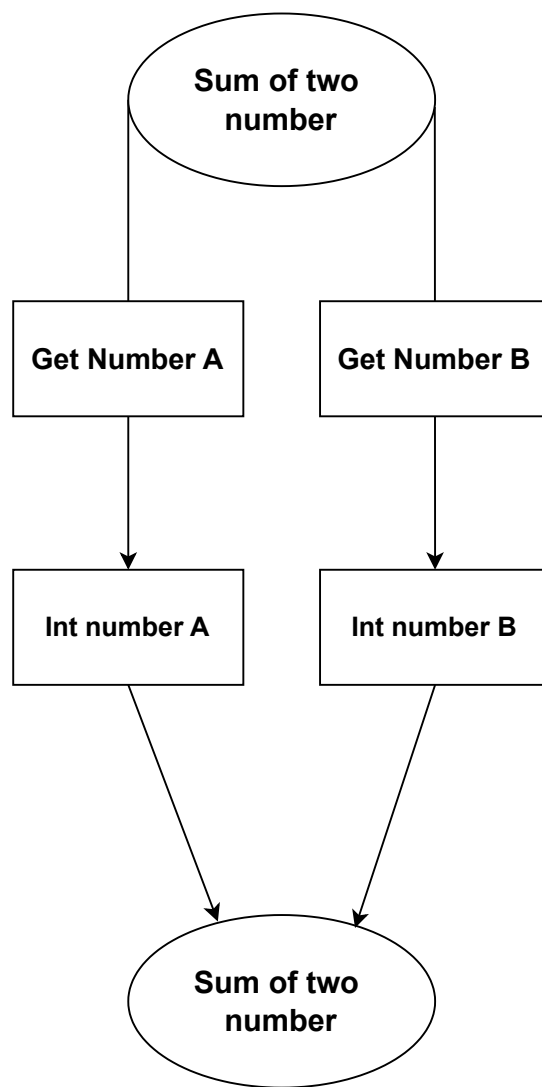 Sum of two
number
Get Number A
Get Number B
Int number A
Int number B
Sum of two
number